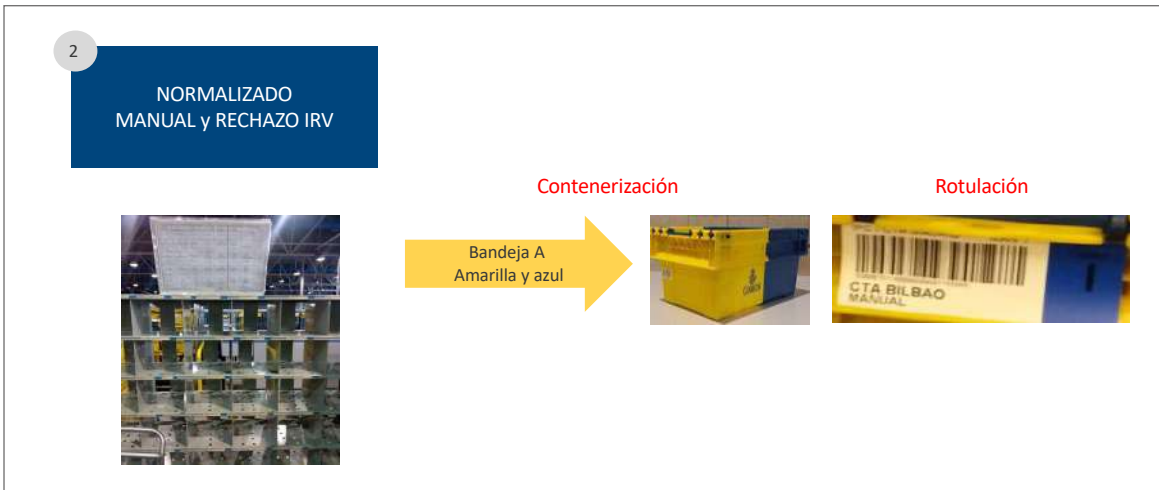 2
NORMALIZADO
MANUAL y RECHAZO IRV
Contenerización
Rotulación
Bandeja A
Amarilla y azul
CTA BILBAO
MANUAL